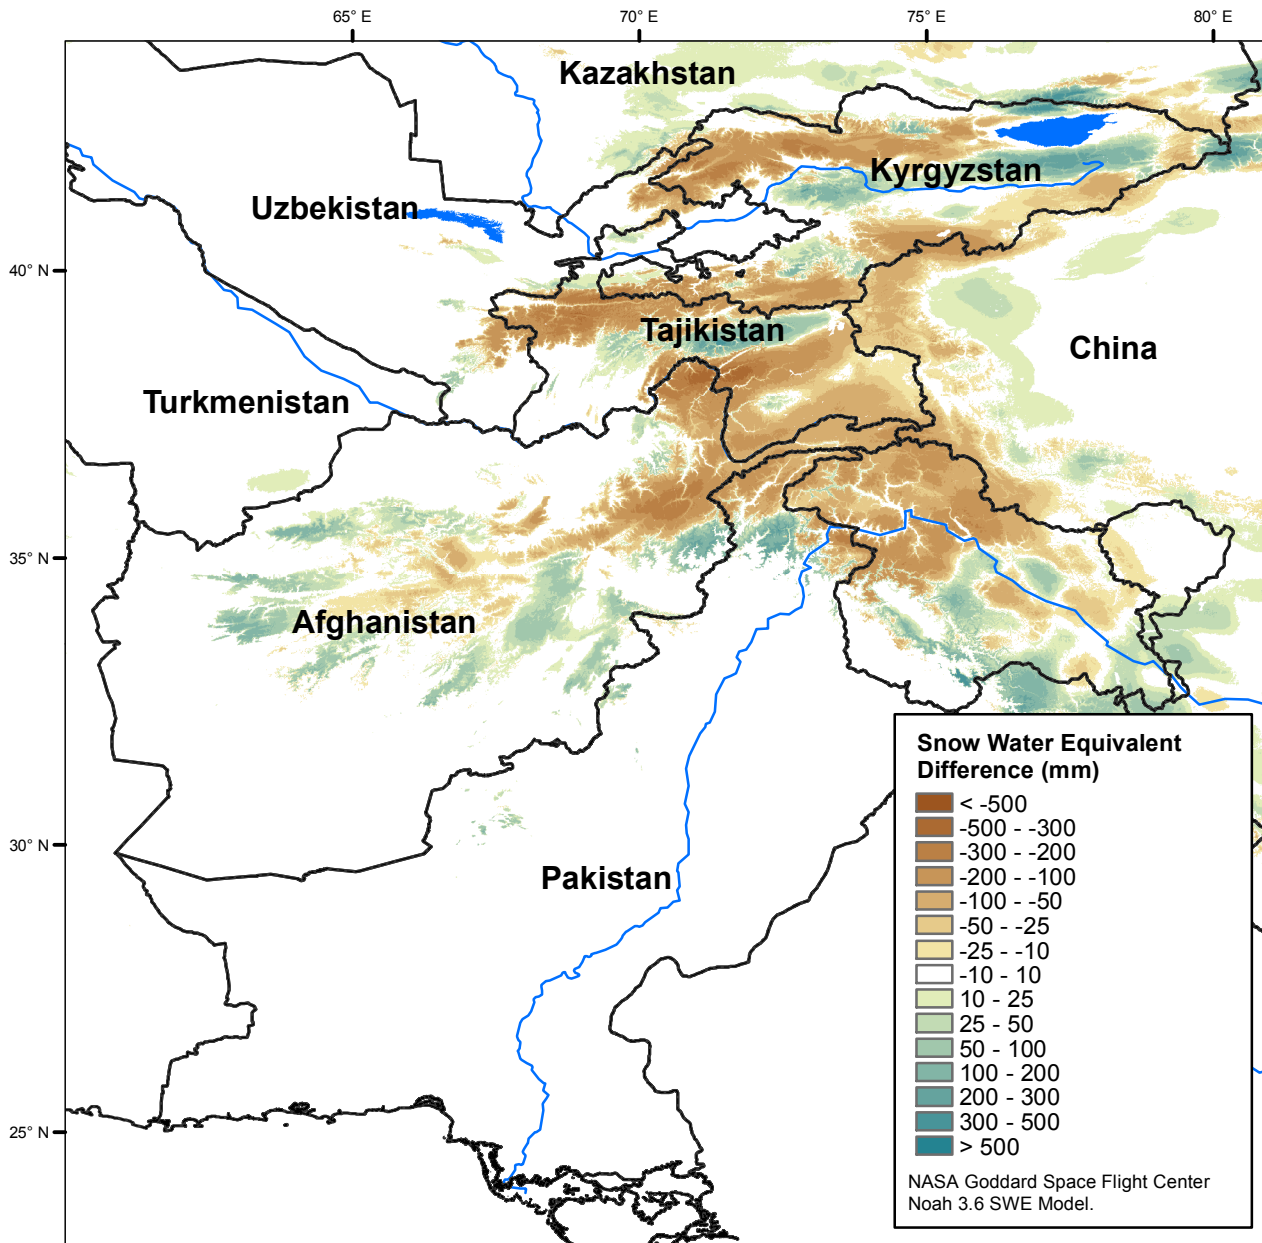 65° E
70° E
75° E
80° E
Kazakhstan
Kyrgyzstan
Uzbekistan
40° N
Tajikistan
China
Turkmenistan
35° N
Afghanistan
30° N
Pakistan
25° N
Snow Water Equivalent
Difference (mm)
< -500
-500 - -300
-300 - -200
-200 - -100
-100 - -50
-50 - -25
-25 - -10
-10 - 10
10 - 25
25 - 50
50 - 100
100 - 200
200 - 300
300 - 500
> 500
NASA Goddard Space Flight Center
Noah 3.6 SWE Model.